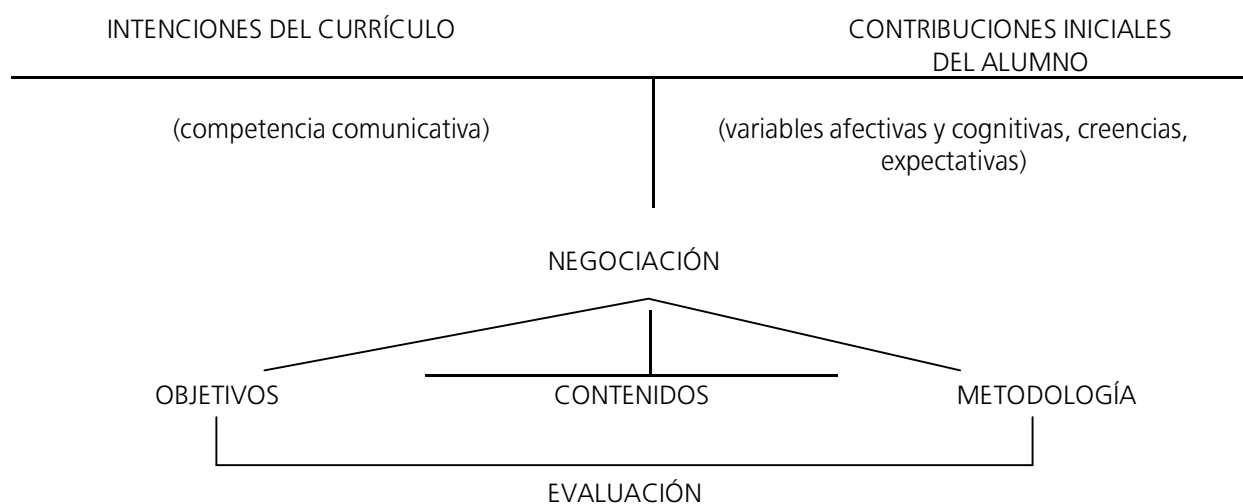 INTENCIONES DEL CURRÍCULO
CONTRIBUCIONES INICIALES
DEL ALUMNO
(competencia comunicativa)
(variables afectivas y cognitivas, creencias,
expectativas)
NEGOCIACIÓN
OBJETIVOS
CONTENIDOS
METODOLOGÍA
EVALUACIÓN